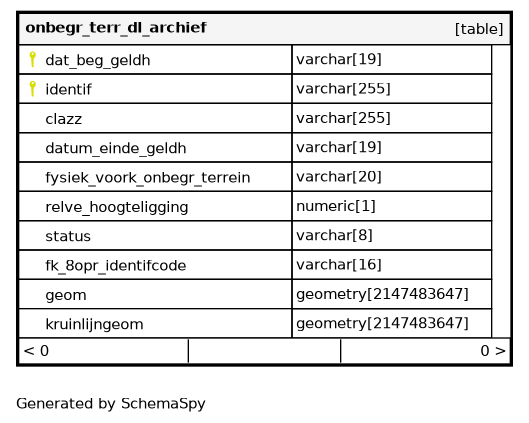 onbegr_terr_dl_archief [table]
dat_beg_geldh varchar[19]
identif varchar[255]
clazz varchar[255]
datum_einde_geldh varchar[19]
fysiek_voork_onbegr_terrein varchar[20]
relve_hoogteligging numeric[1]
status varchar[8]
fk_8opr_identifcode varchar[16]
geom geometry[2147483647]
kruinlijngeom geometry[2147483647]
< 0 0 >
Generated by SchemaSpy